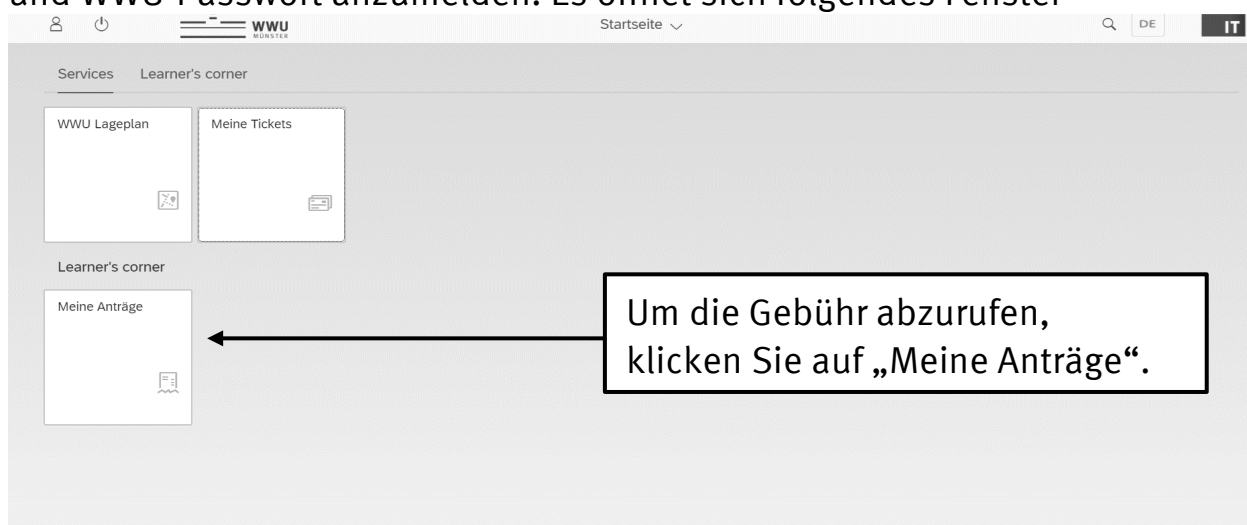 und WWU-Passwort anzumelden. Es öffnet sich folgendes Fenster
WWU
MÜNSTER
Startseite
DE
IT
Services Learner's corner
WWU Lageplan Meine Tickets
Learner's corner
Meine Anträge
Um die Gebühr abzurufen,
klicken Sie auf „Meine Anträge“.